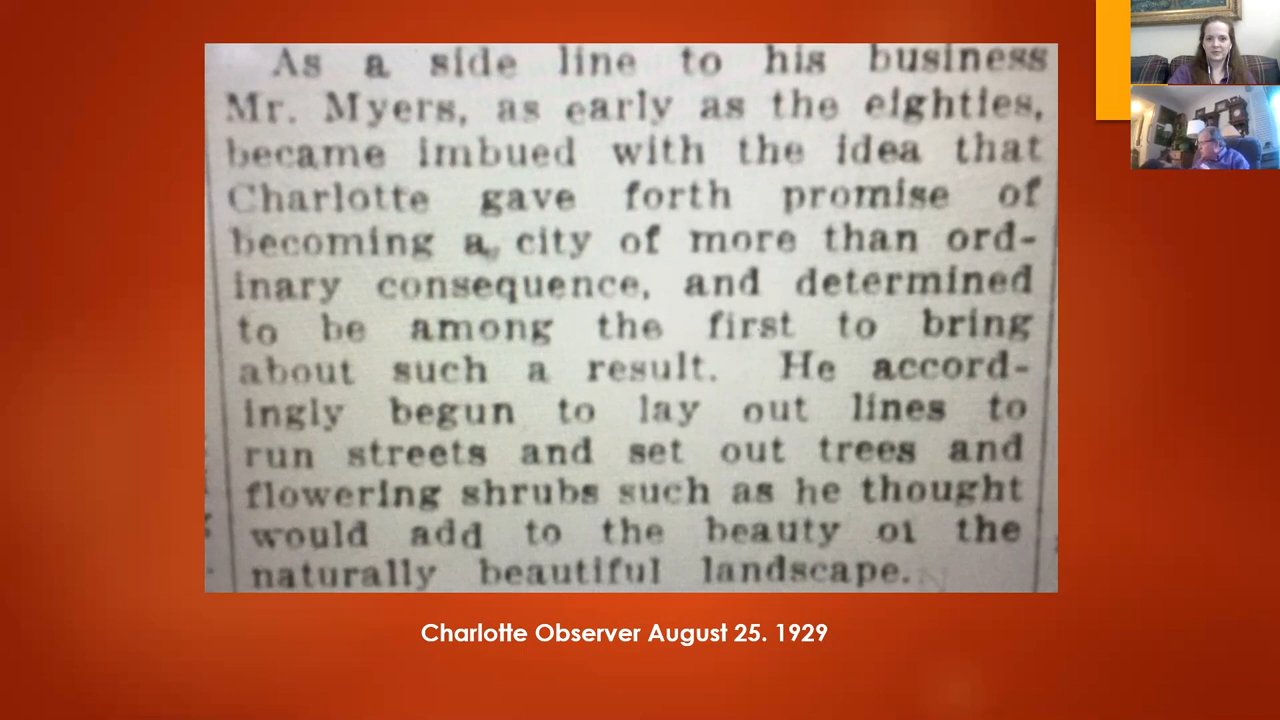 As a side line to his business
Mr. Myers, as early as the eighties,
became imbued with the idea that
Charlotte gave forth promise of
becoming a city of more than ord-
inary consequence, and determined
to be among the first to bring
about such a result. He accord-
ingly begun to lay out lines to
run streets and set out trees and
flowering shrubs such as he thought
would add to the beauty of the
naturally beautiful landscape.
Charlotte Observer August 25. 1929